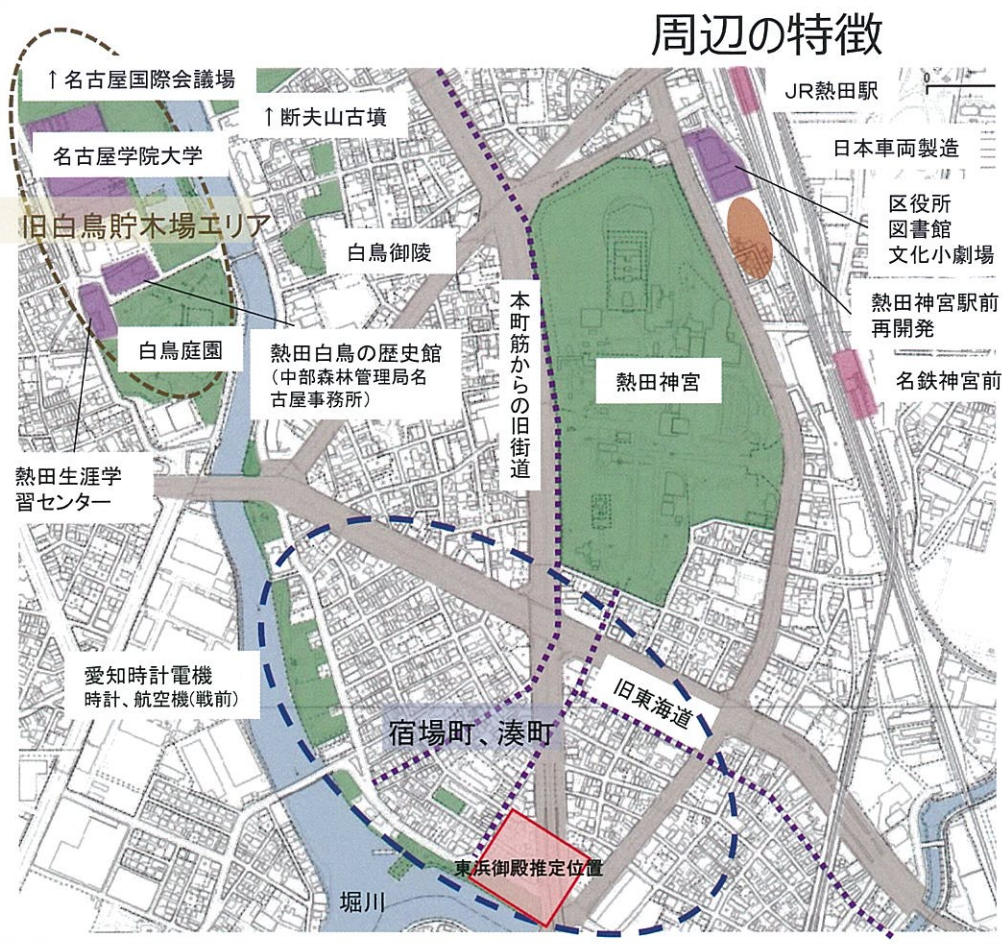 周辺の特徴
↑名古屋国際会議場
↑断夫山古墳
JR熱田駅
0
名古屋学院大学
日本車両製造
旧白鳥貯木場エリア
白鳥御陵
区役所
図書館
文化小劇場
熱田神宮駅前
再開発
白鳥庭園
熱田白鳥の歴史館
(中部森林管理局名
古屋事務所)
本町筋からの旧街道
熱田神宮
名鉄神宮前
熱田生涯学
習センター
愛知時計電機
時計、航空機(戦前)
旧東海道
宿場町、湊町
東浜御殿推定位置
堀川